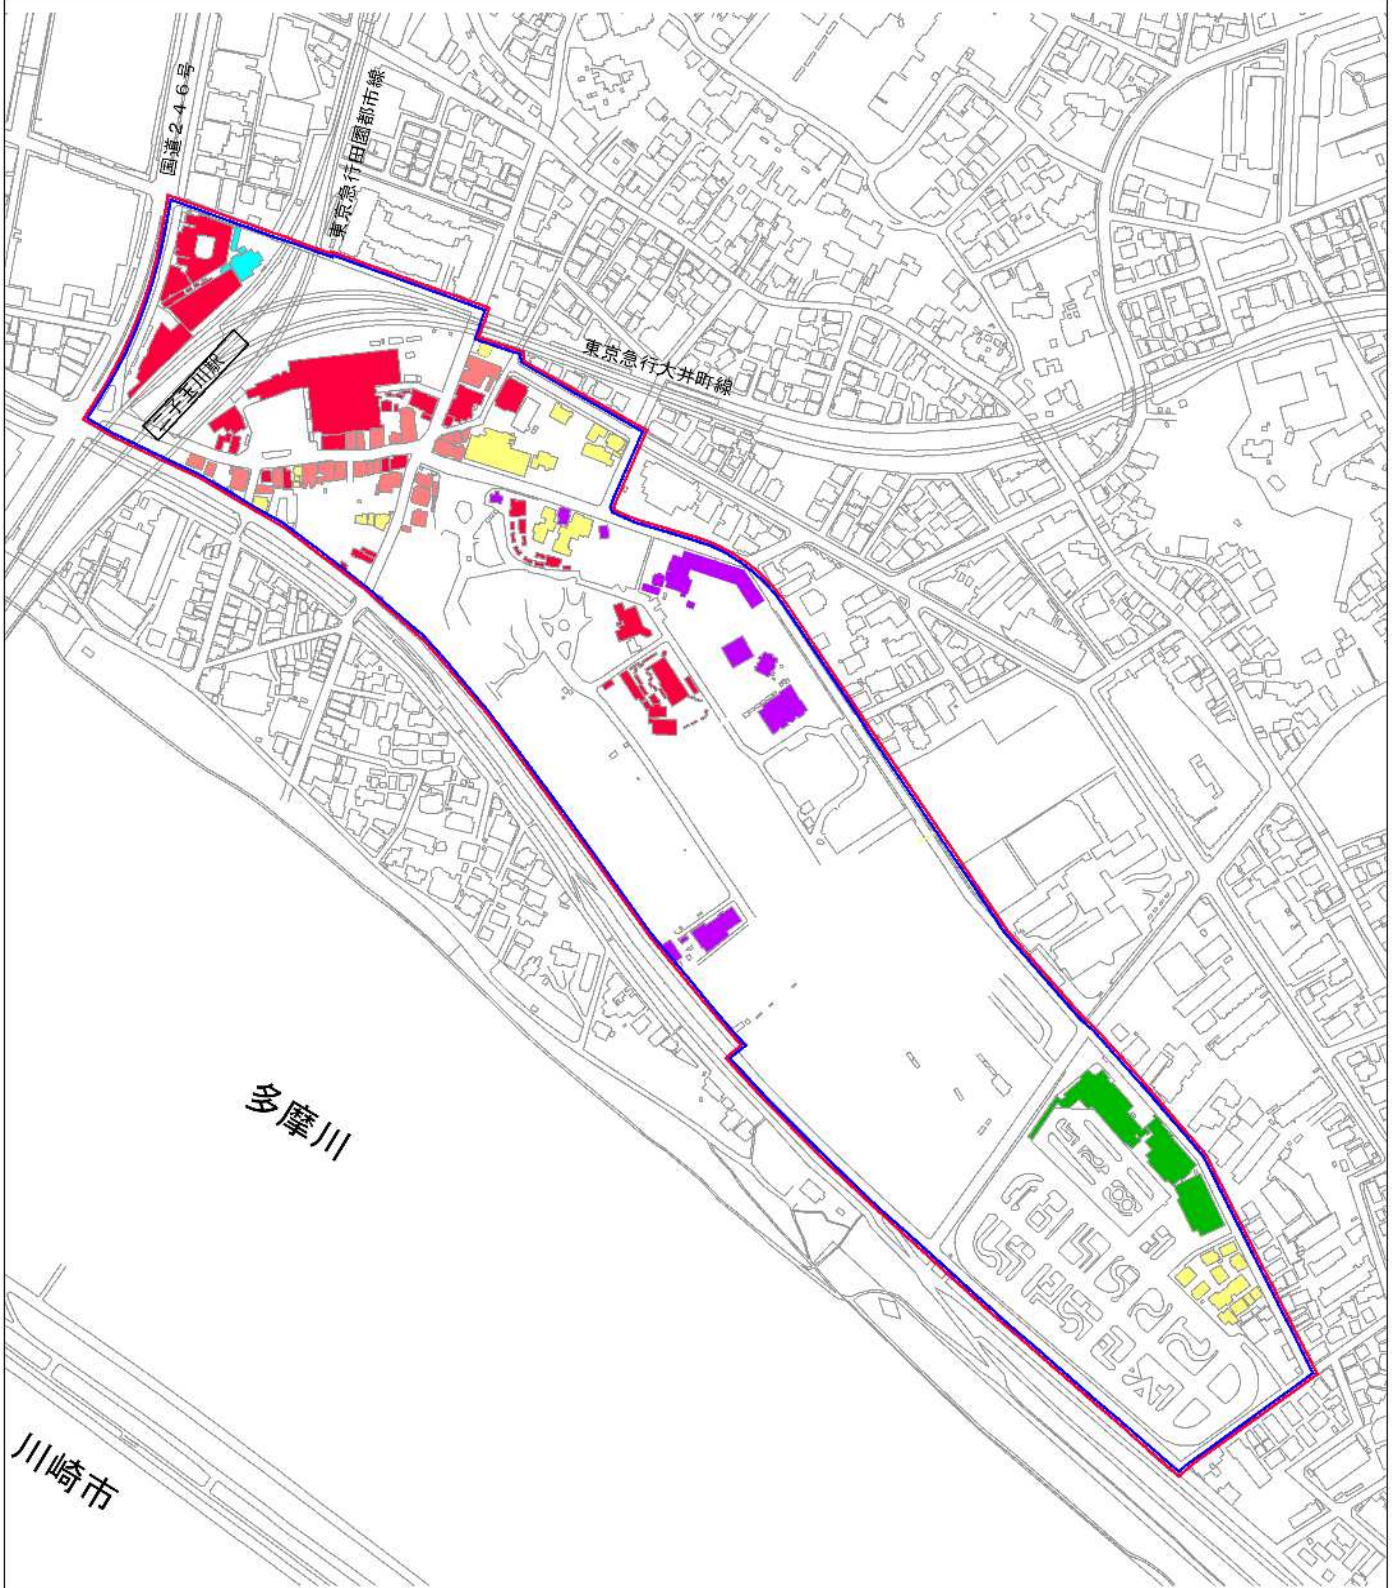 国道246号
東京急行田園都市線
東京急行大井町線
二子玉川駅
多摩川
川崎市